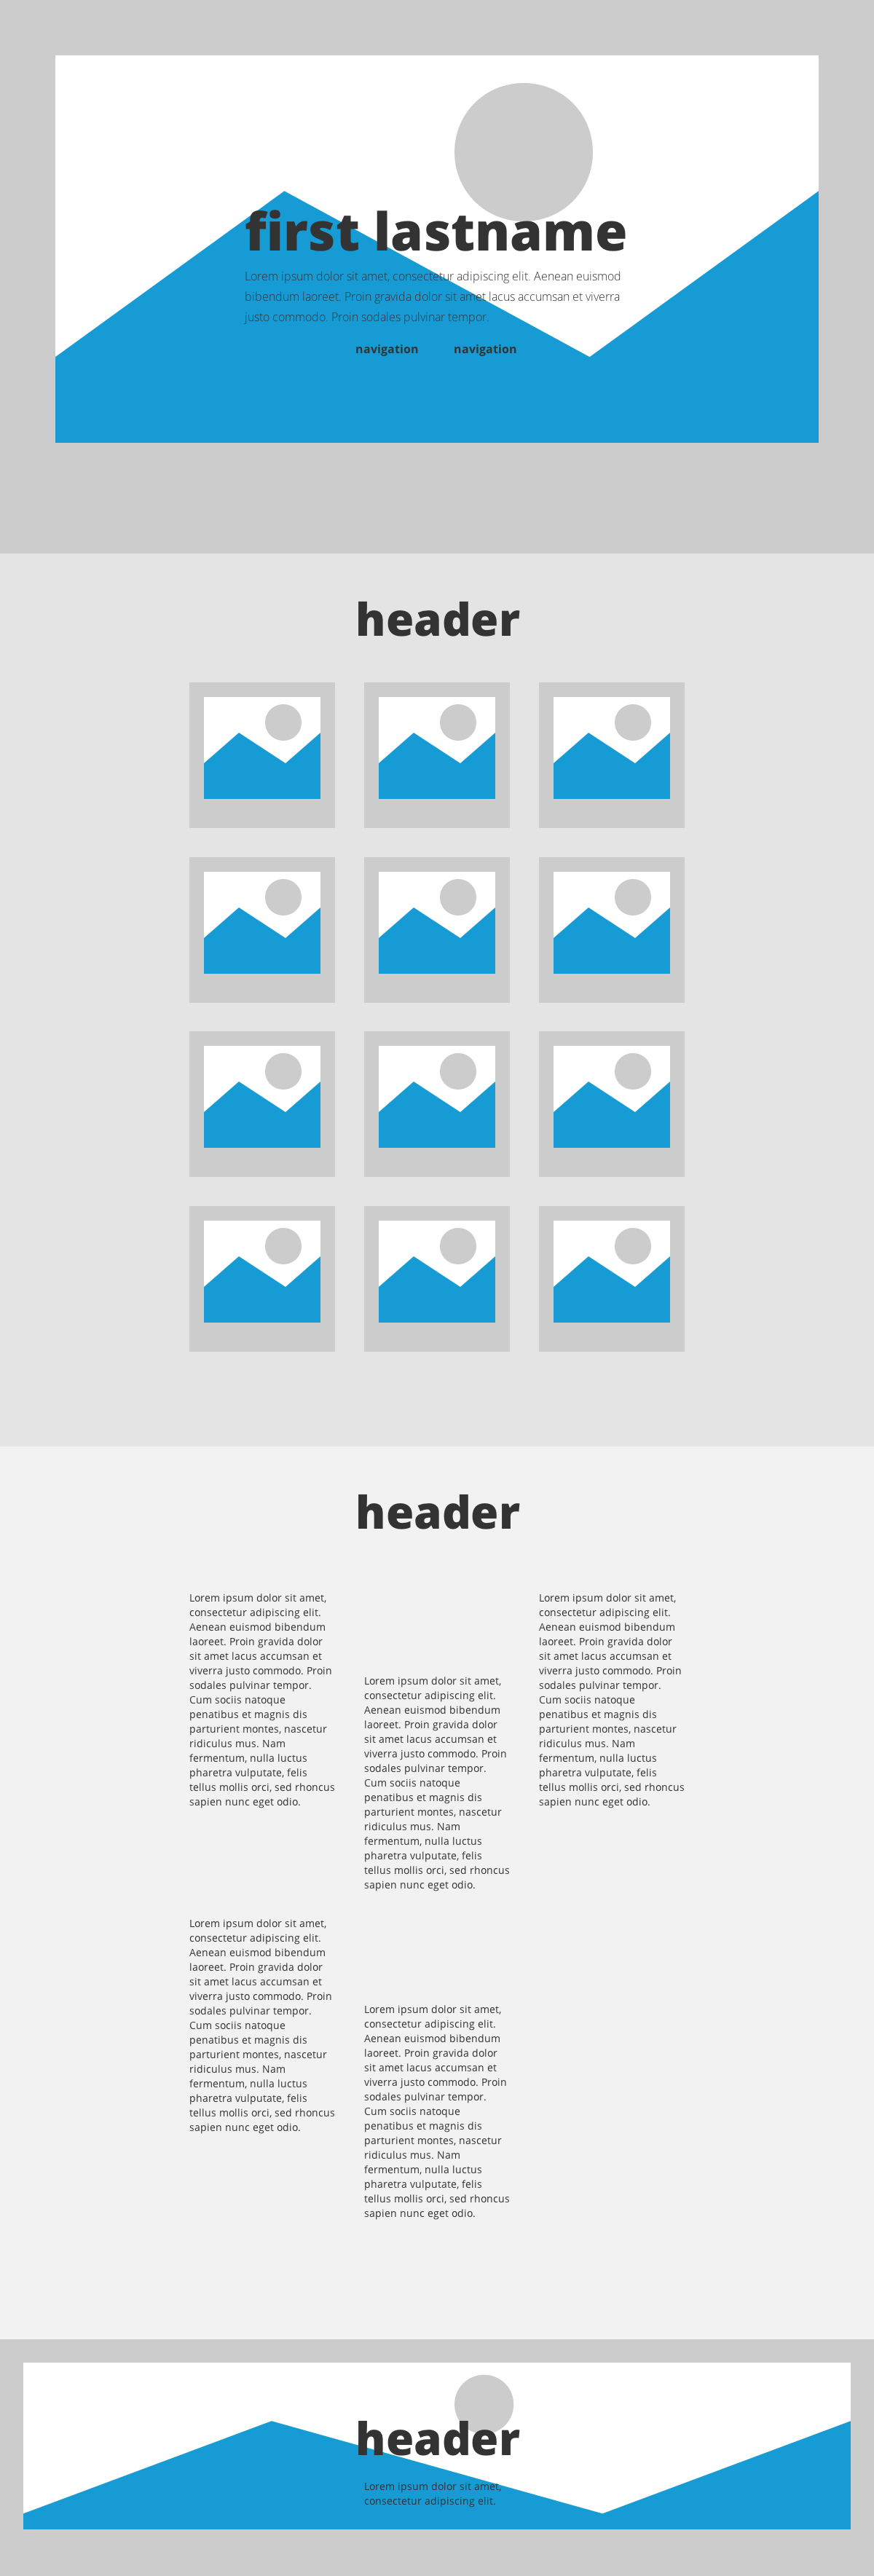 first lastname
Lorem ipsum dolor sit amet, consectetur adipiscing elit. Aenean euismod
bibendum laoreet. Proin gravida dolor sit amet lacus accumsan et viverra
justo commodo. Proin sodales pulvinar tempor.
navigation navigation
header
header
Lorem ipsum dolor sit amet,
consectetur adipiscing elit.
Aenean euismod bibendum
laoreet. Proin gravida dolor
sit amet lacus accumsan et
viverra justo commodo. Proin
sodales pulvinar tempor.
Cum sociis natoque
penatibus et magnis dis
parturient montes, nascetur
ridiculus mus. Nam
fermentum, nulla luctus
pharetra vulputate, felis
tellus mollis orci, sed rhoncus
sapien nunc eget odio.
Lorem ipsum dolor sit amet,
consectetur adipiscing elit.
Aenean euismod bibendum
laoreet. Proin gravida dolor
sit amet lacus accumsan et
viverra justo commodo. Proin
sodales pulvinar tempor.
Cum sociis natoque
penatibus et magnis dis
parturient montes, nascetur
ridiculus mus. Nam
fermentum, nulla luctus
pharetra vulputate, felis
tellus mollis orci, sed rhoncus
sapien nunc eget odio.
Lorem ipsum dolor sit amet,
consectetur adipiscing elit.
Aenean euismod bibendum
laoreet. Proin gravida dolor
sit amet lacus accumsan et
viverra justo commodo. Proin
sodales pulvinar tempor.
Cum sociis natoque
penatibus et magnis dis
parturient montes, nascetur
ridiculus mus. Nam
fermentum, nulla luctus
pharetra vulputate, felis
tellus mollis orci, sed rhoncus
sapien nunc eget odio.
Lorem ipsum dolor sit amet,
consectetur adipiscing elit.
Aenean euismod bibendum
laoreet. Proin gravida dolor
sit amet lacus accumsan et
viverra justo commodo. Proin
sodales pulvinar tempor.
Cum sociis natoque
penatibus et magnis dis
parturient montes, nascetur
ridiculus mus. Nam
fermentum, nulla luctus
pharetra vulputate, felis
tellus mollis orci, sed rhoncus
sapien nunc eget odio.
Lorem ipsum dolor sit amet,
consectetur adipiscing elit.
Aenean euismod bibendum
laoreet. Proin gravida dolor
sit amet lacus accumsan et
viverra justo commodo. Proin
sodales pulvinar tempor.
Cum sociis natoque
penatibus et magnis dis
parturient montes, nascetur
ridiculus mus. Nam
fermentum, nulla luctus
pharetra vulputate, felis
tellus mollis orci, sed rhoncus
sapien nunc eget odio.
header
Lorem ipsum dolor sit amet,
consectetur adipiscing elit.